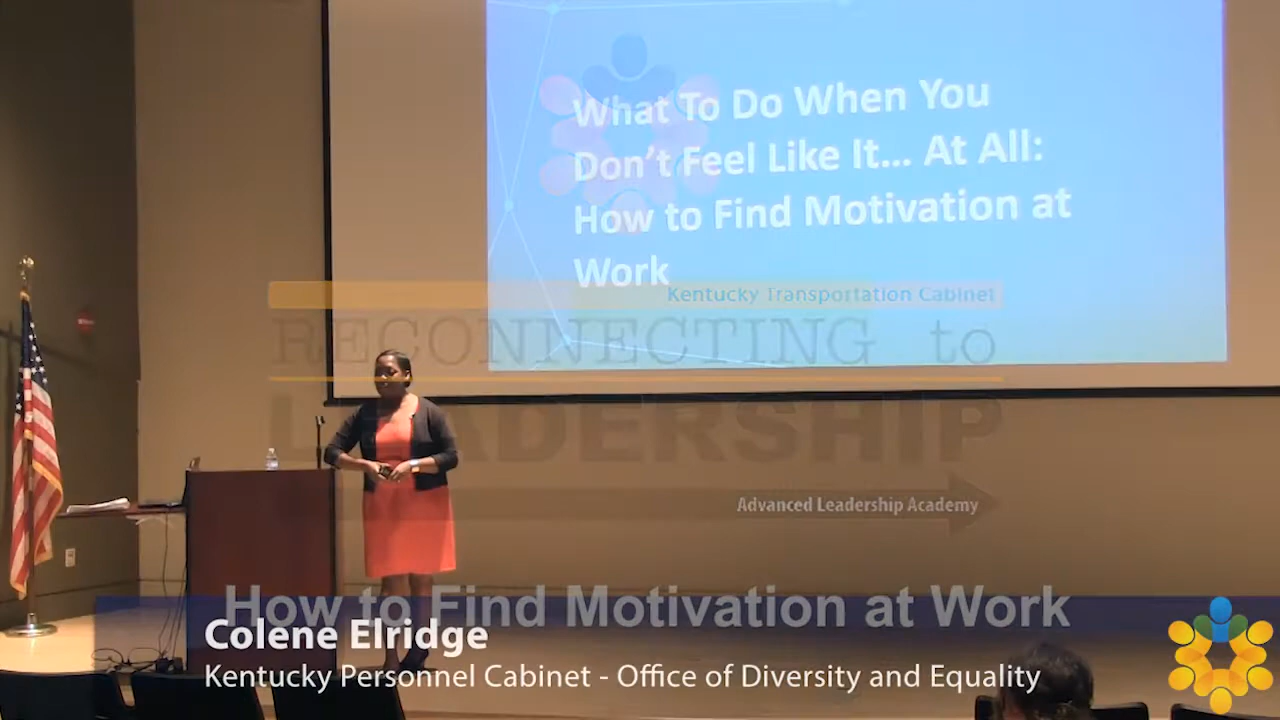 What To Do When You
Don't Feel Like It... At All:
How to Find Motivation at
Work
Kentucky Transportation Cabinet
RECONNECTING to
LEADERSHIP
Advanced Leadership Academy
How to Find Motivation at Work
Colene Elridge
Kentucky Personnel Cabinet - Office of Diversity and Equality